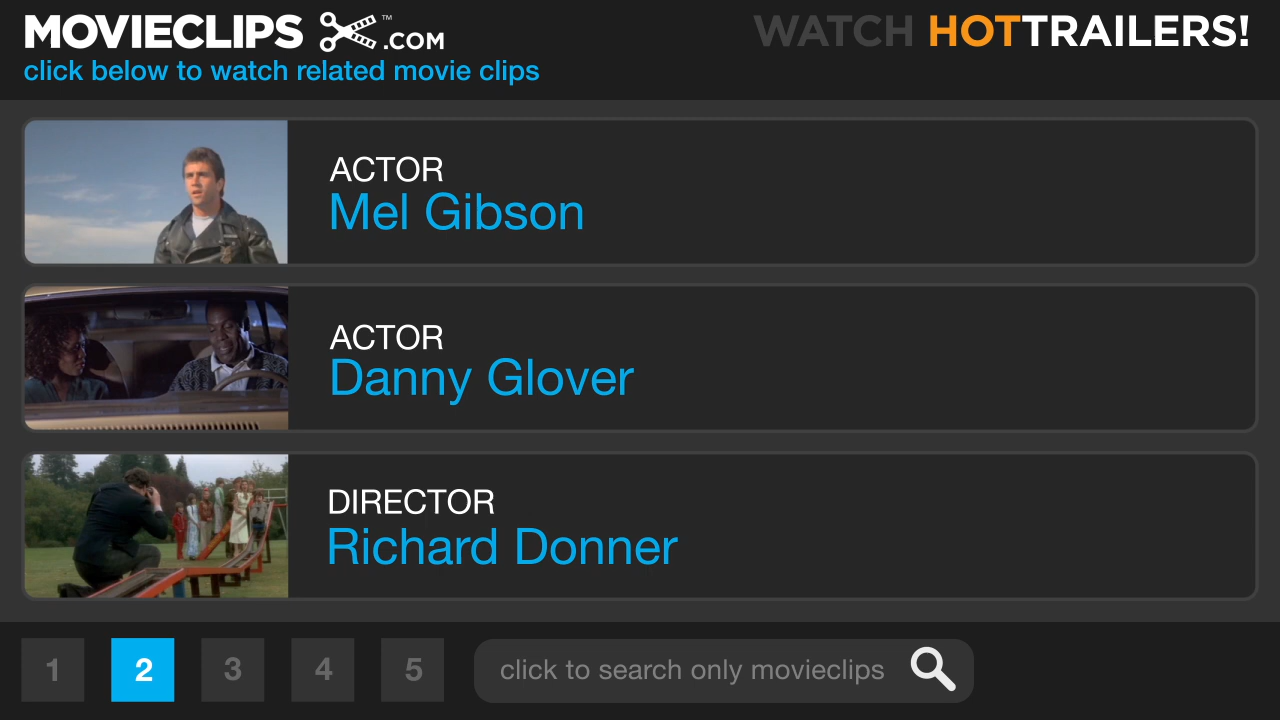 MOVIECLIPS ™ .COM
WATCH HOTTRAILERS!
click below to watch related movie clips
ACTOR
Mel Gibson
ACTOR
Danny Glover
DIRECTOR
Richard Donner
1 2 3 4 5 click to search only movieclips